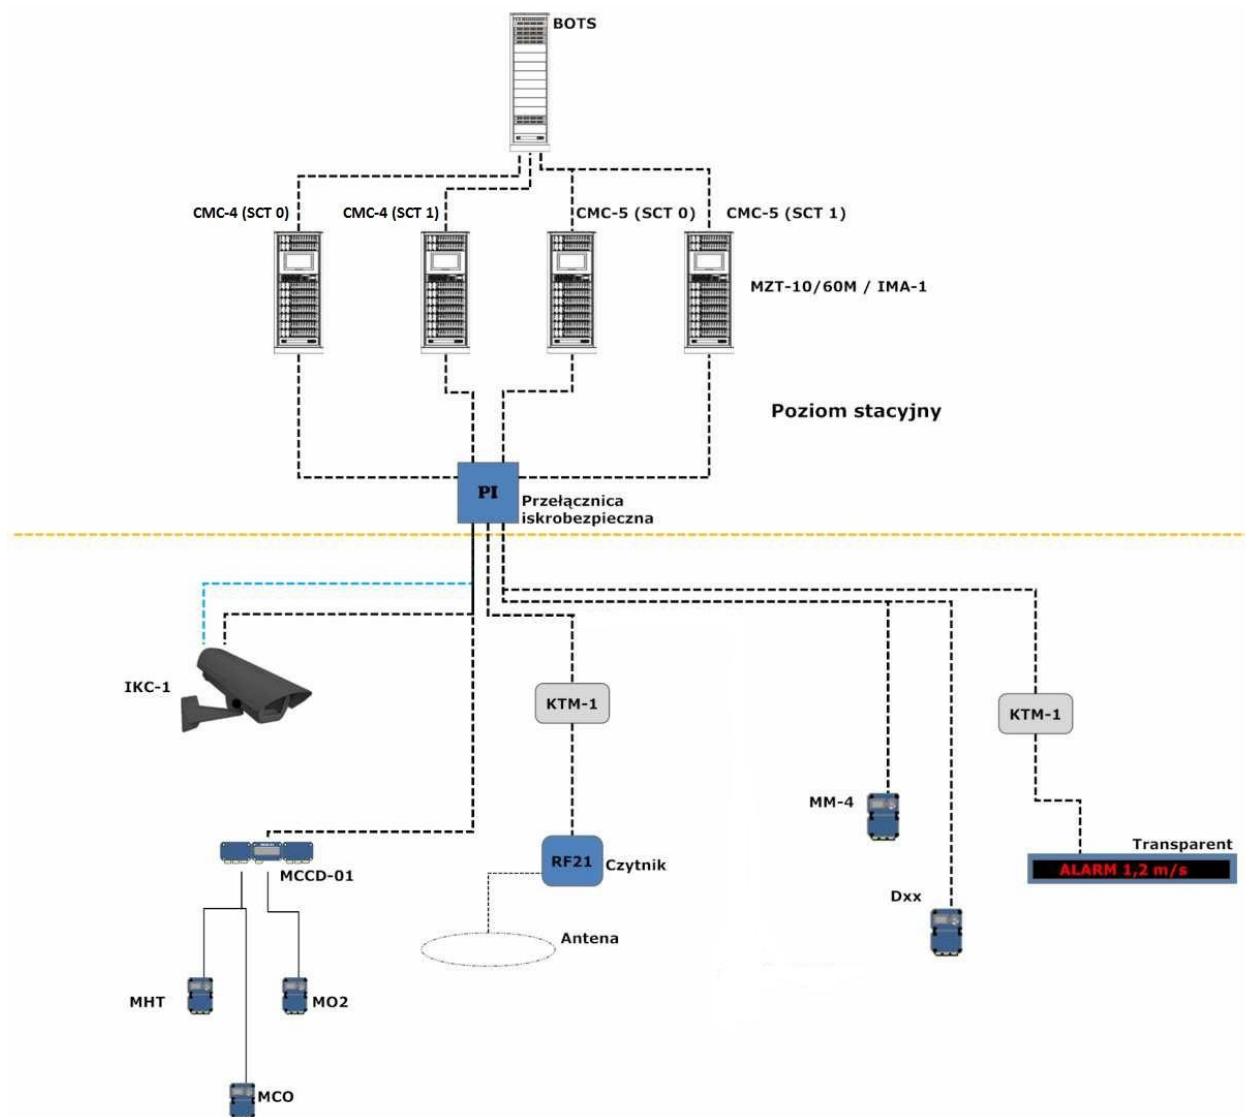 BOTS
CMC-4 (SCT 0)
CMC-4 (SCT 1)
CMC-5 (SCT 0)
CMC-5 (SCT 1)
MZT-10/60M / IMA-1
Poziom stacyjny
PI
Przełącznica
iskrobezpieczna
IKC-1
KTM-1
KTM-1
MM-4
Transparent
ALARM 1,2 m/s
RF21
Czytnik
MCCD-01
Dxx
Antena
MHT
MO2
MCO